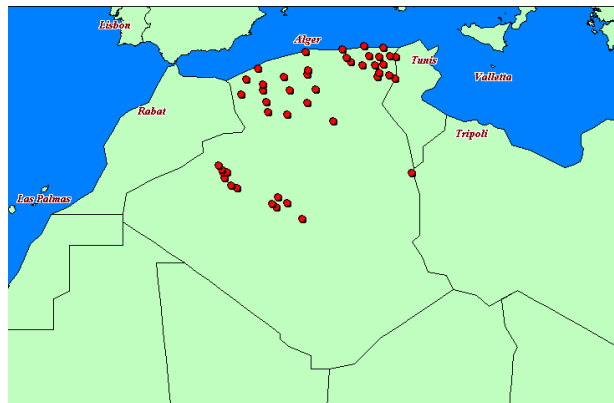 Lisbon
Alger
Tunis
Valletta
Rabat
Tripoli
Las Palmas